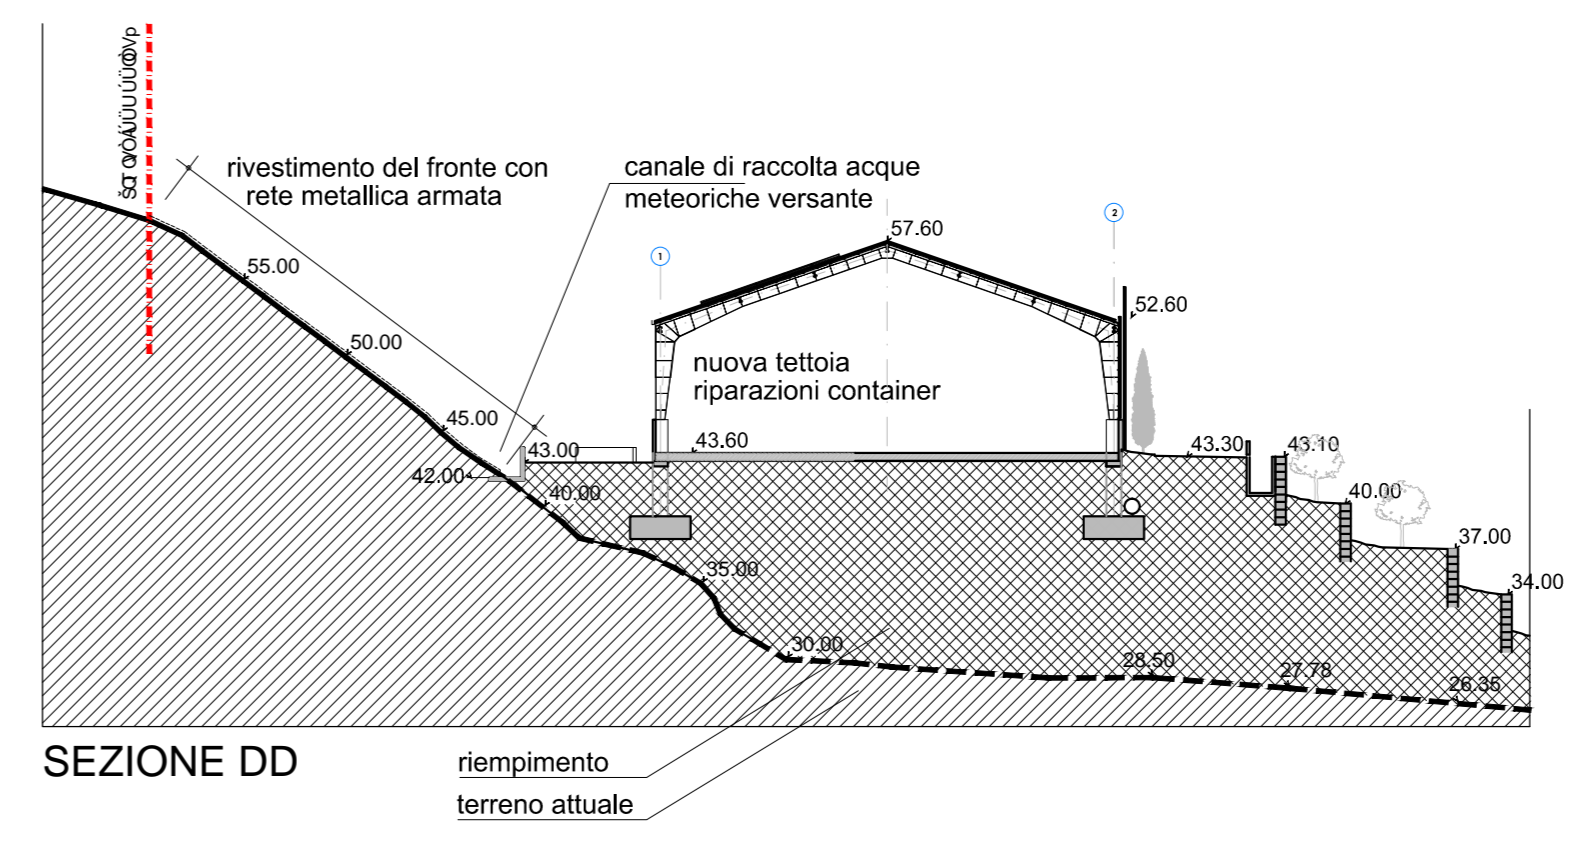 rivestimento del fronte con
rete metallica armata
canale di raccolta acque
meteoriche versante
1
2
57.60
55.00
52.60
50.00
nuova tettoia
riparazioni container
45.00
43.00
43.60
43.30
43.10
42.00
40.00
40.00
37.00
35.00
34.00
30.00
28.50
27.78
26.35
SEZIONE DD
riempimento
terreno attuale